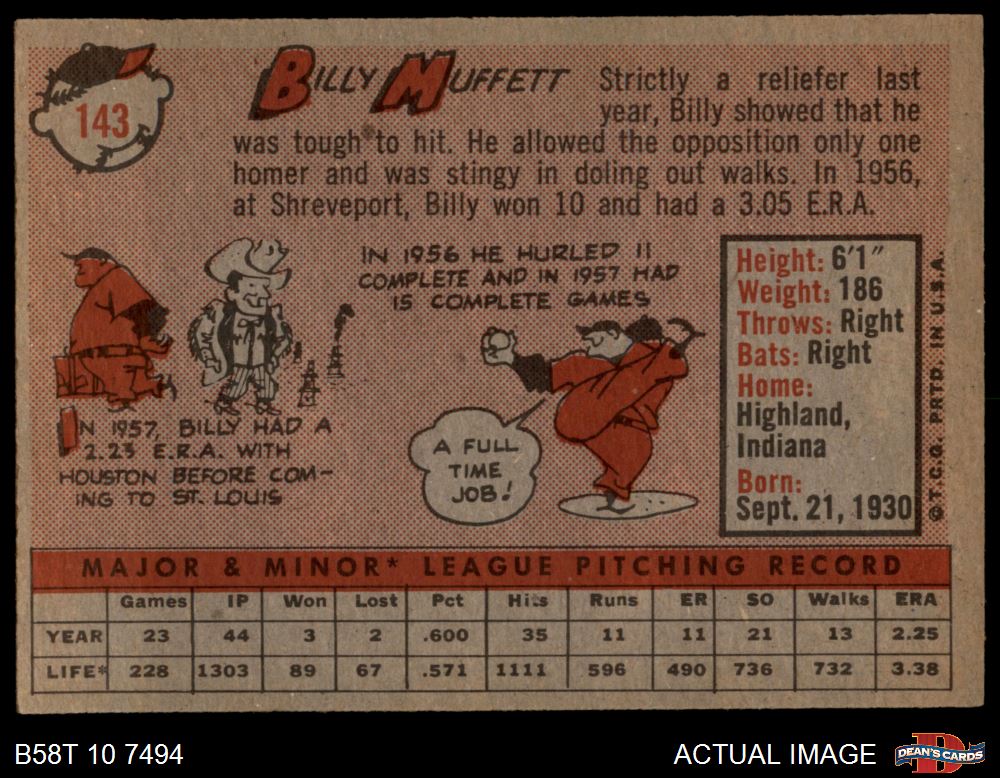 143
BILLY MUFFETT
Strictly a reliefer last
year, Billy showed that he
was tough to hit. He allowed the opposition only one
homer and was stingy in doling out walks. In 1956,
at Shreveport, Billy won 10 and had a 3.05 E.R.A.
IN 1957, BILLY HAD A
2.23 E.R.A. WITH
HOUSTON BEFORE COM-
ING TO ST. LOUIS
IN 1956 HE HURLED 11
COMPLETE AND IN 1957 HAD
15 COMPLETE GAMES
A FULL
TIME
JOB!
Height: 6'1"
Weight: 186
Throws: Right
Bats: Right
Home:
Highland,
Indiana
Born:
Sept. 21, 1930
© T.C.G. PRTD. IN U.S.A.
MAJOR & MINOR* LEAGUE PITCHING RECORD
Games IP Won Lost Pct Hits Runs ER SO Walks ERA
YEAR 23 44 3 2 .600 35 11 11 21 13 2.25
LIFE* 228 1303 89 67 .571 1111 596 490 736 732 3.38
B58T 10 7494
ACTUAL IMAGE
DEAN'S CARDS